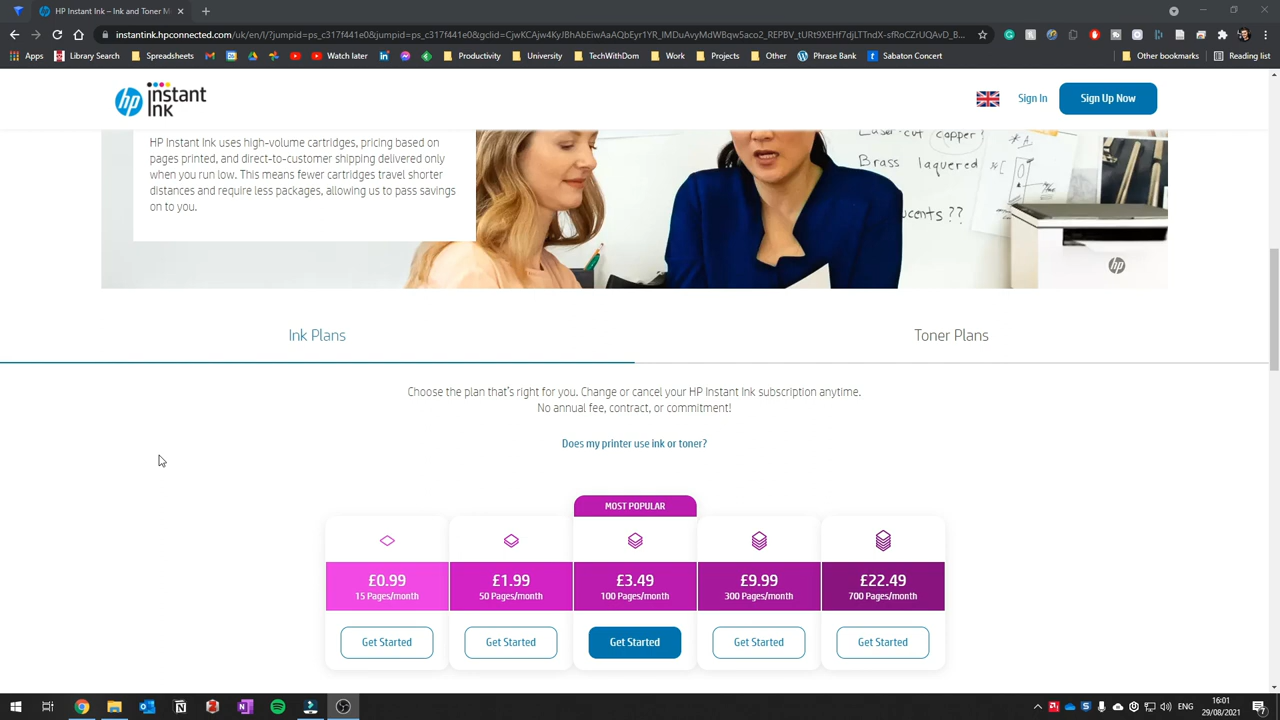 HP Instant Ink – Ink and Toner M
instantink.hpconnected.com/uk/en/l/?jumpid=ps_c317f441e0&jumpid=ps_c317f441e0&gclid=
Apps
Library Search
Spreadsheets
Watch later
Productivity
Universities
TechWithDom
Work
Projects
Other
Phrase Bank
Sabaton Concert
Other bookmarks
Reading list
hp instant ink
Sign In
Sign Up Now
HP Instant Ink uses high-volume cartridges, pricing based on
pages printed, and direct-to-customer shipping delivered only
when you run low. This means fewer cartridges travel shorter
distances and require less packages, allowing us to pass savings
on to you.
Laser-cut copper?
Brass laquered
ucents??
hp
Ink Plans
Toner Plans
Choose the plan that's right for you. Change or cancel your HP Instant Ink subscription anytime.
No annual fee, contract, or commitment!
Does my printer use ink or toner?
MOST POPULAR
£0.99
15 Pages/month
Get Started
£1.99
50 Pages/month
Get Started
£3.49
100 Pages/month
Get Started
£9.99
300 Pages/month
Get Started
£22.49
700 Pages/month
Get Started
16:01
29/08/2021